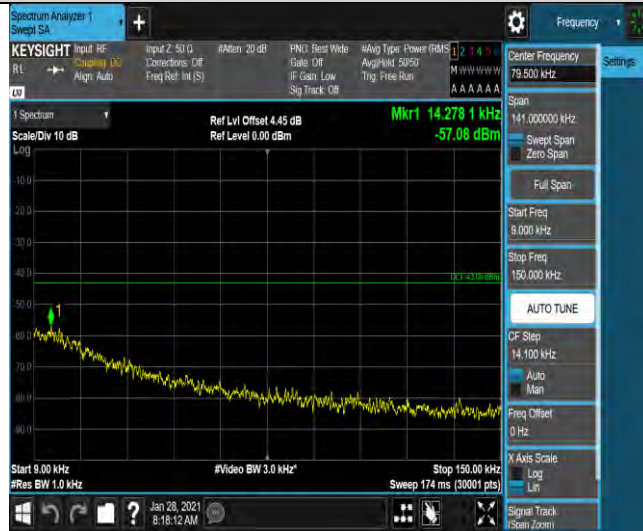 Spectrum Analyzer 1
Swept SA
Frequency
KEYSIGHT
RL
Input: RF
Coupling: DC
Align: Auto
Input Z: 50 Ω
Corrections: Off
Freq Ref: Int (S)
#Atten: 20 dB
PNO: Best Wide
Gate: Off
IF Gain: Low
Sig Track: Off
#Avg Type: Power (RMS
Avg|Hold: 50/50
Trig: Free Run
1 2 3 4 5 6
M W W W W W
A A A A A A
LXI
1 Spectrum
Scale/Div 10 dB
Ref Lvl Offset 4.45 dB
Ref Level 0.00 dBm
Mkr1 14.278 1 kHz
-57.08 dBm
Log
-10.0
-20.0
-30.0
-40.0
-50.0
-60.0
-70.0
-80.0
-90.0
DL1 -43.00 dBm
1
Start 9.00 kHz
#Res BW 1.0 kHz
#Video BW 3.0 kHz*
Stop 150.00 kHz
Sweep 174 ms (30001 pts)
Jan 28, 2021
8:18:12 AM
Settings
Center Frequency
79.500 kHz
Span
141.000000 kHz
Swept Span
Zero Span
Full Span
Start Freq
9.000 kHz
Stop Freq
150.000 kHz
AUTO TUNE
CF Step
14.100 kHz
Auto
Man
Freq Offset
0 Hz
X Axis Scale
Log
Lin
Signal Track
(Span Zoom)